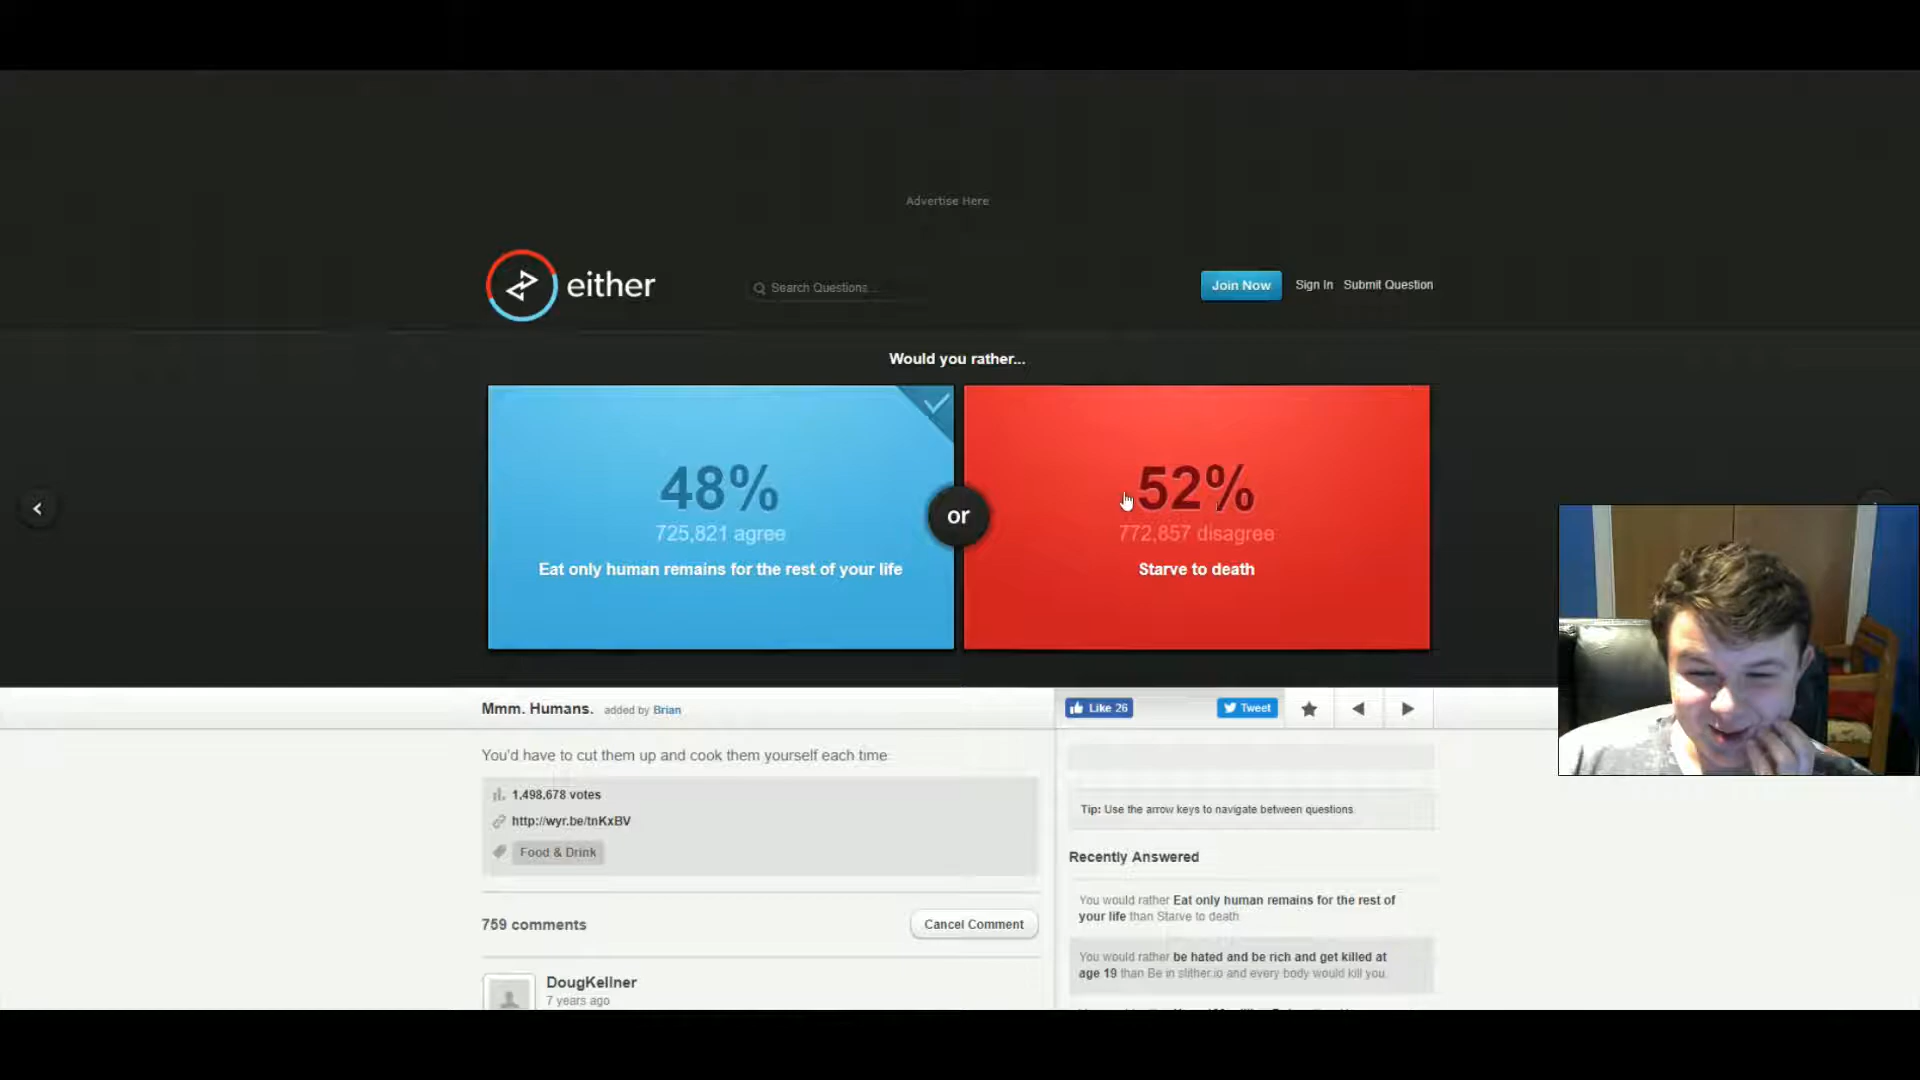 Advertise Here
either
Search Questions...
Join Now
Sign In
Submit Question
Would you rather...
48%
725,821 agree
Eat only human remains for the rest of your life
or
52%
772,857 disagree
Starve to death
Mmm. Humans.
added by Brian
Like 26
Tweet
You'd have to cut them up and cook them yourself each time
1,498,678 votes
http://wyr.be/tnKxBV
Food & Drink
759 comments
Cancel Comment
DougKellner
7 years ago
Tip: Use the arrow keys to navigate between questions.
Recently Answered
You would rather Eat only human remains for the rest of
your life than Starve to death
You would rather be hated and be rich and get killed at
age 19 than Be in slither.io and every body would kill you.